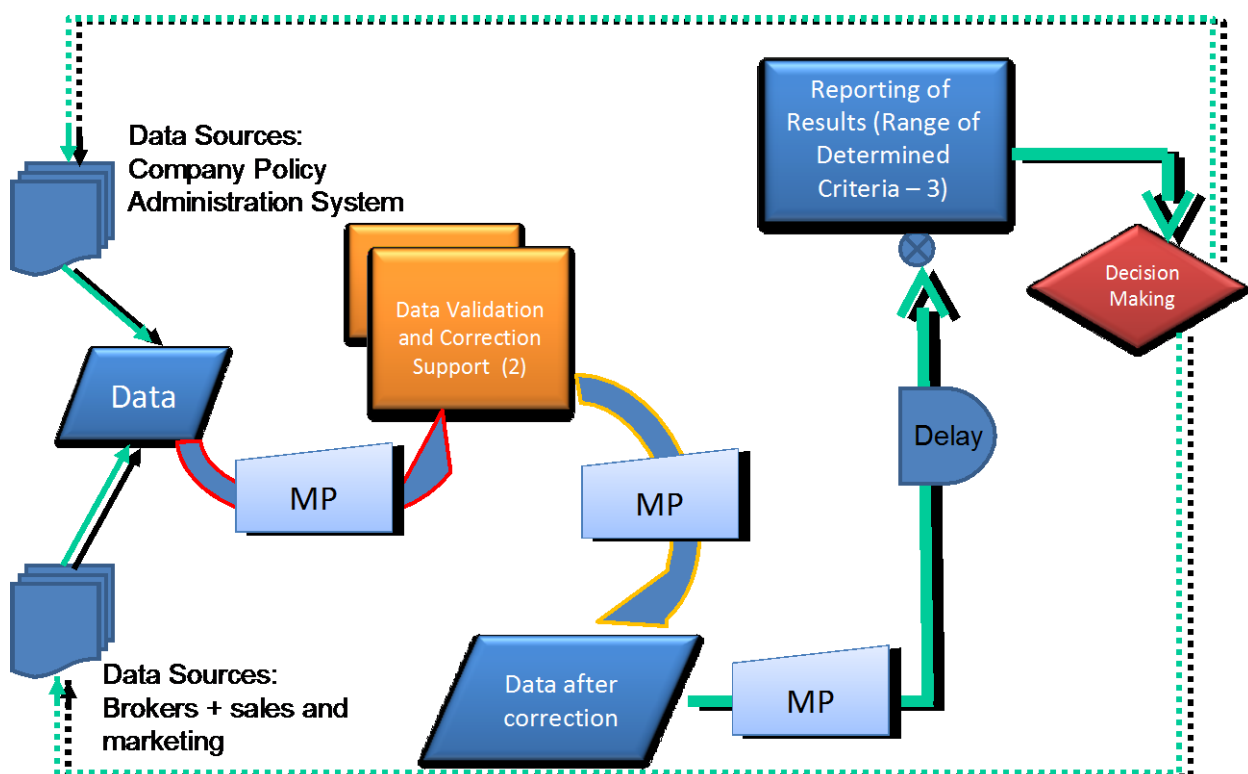 Data Sources:
Company Policy
Administration System
Reporting of
Results (Range of
Determined
Criteria – 3)
Decision
Making
Data Validation
and Correction
Support (2)
Data
MP
MP
Delay
Data Sources:
Brokers + sales and
marketing
Data after
correction
MP